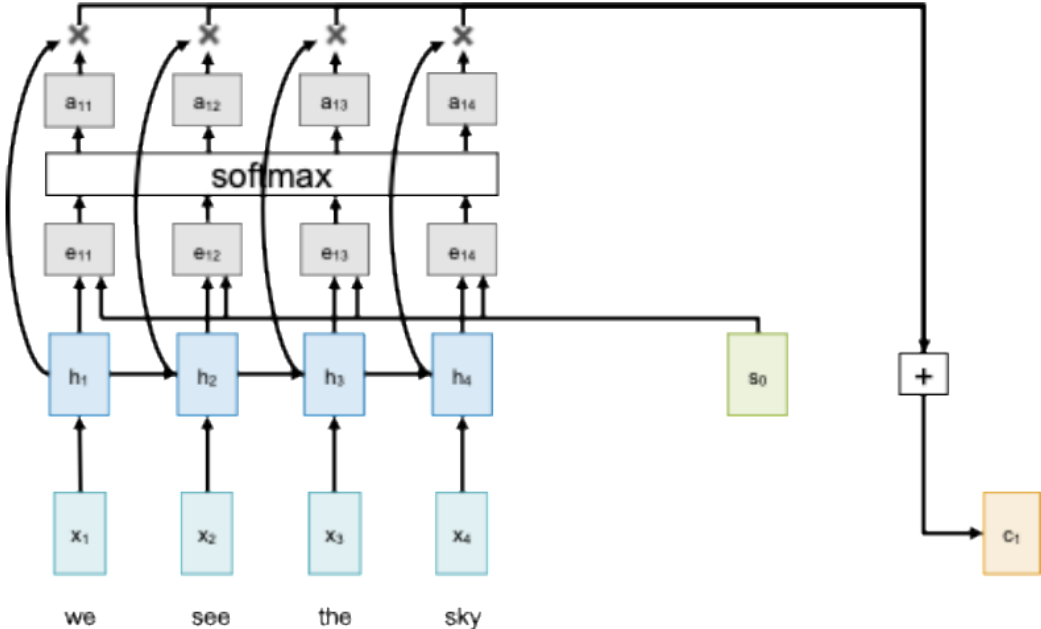 a₁₁ a₁₂ a₁₃ a₁₄
softmax
e₁₁ e₁₂ e₁₃ e₁₄
h₁ h₂ h₃ h₄ s₀ +
x₁ x₂ x₃ x₄ c₁
we see the sky